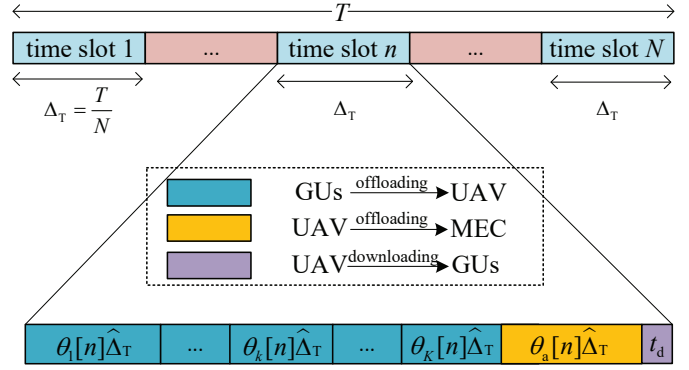 T
time slot 1 ... time slot n ... time slot N
Δ_T = T/N Δ_T Δ_T
GUs offloading UAV
UAV offloading MEC
UAV downloading GUs
θ_1[n]Δ̂_T ... θ_k[n]Δ̂_T ... θ_K[n]Δ̂_T θ_a[n]Δ̂_T t_d